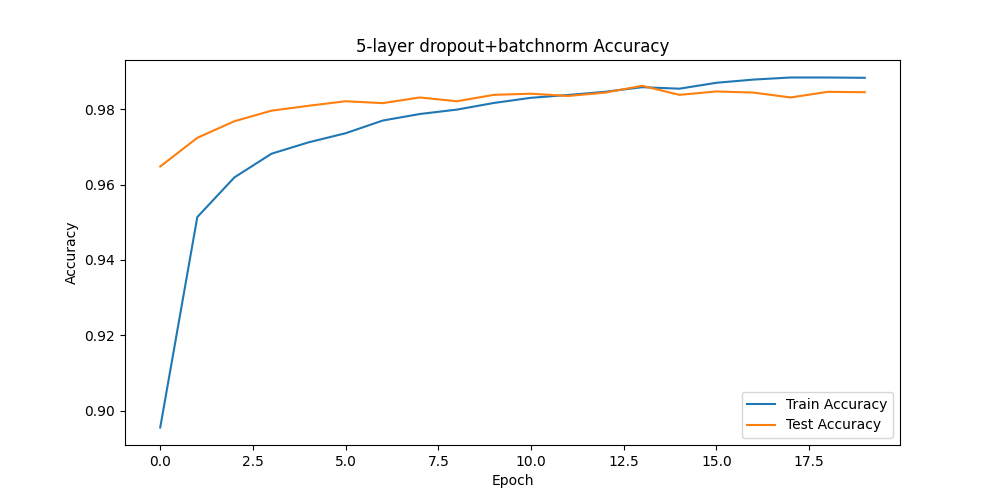 5-layer dropout+batchnorm Accuracy
0.98
0.96
0.94
0.92
0.90
Accuracy
0.0 2.5 5.0 7.5 10.0 12.5 15.0 17.5
Epoch
Train Accuracy
Test Accuracy